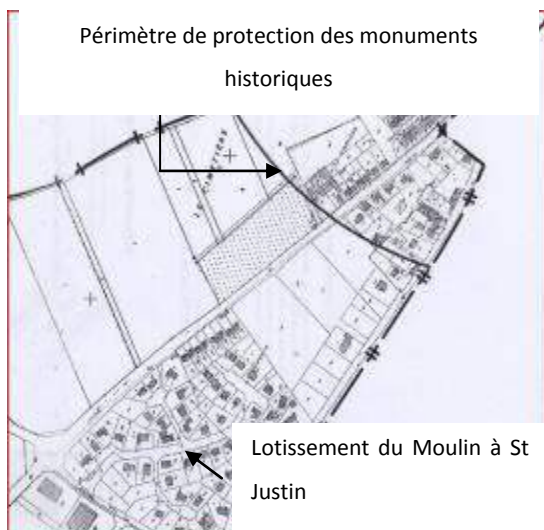 Périmètre de protection des monuments
historiques
Lotissement du Moulin à St
Justin